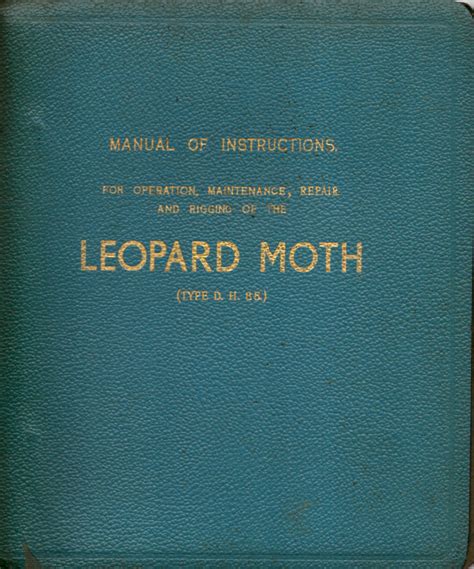 MANUAL OF INSTRUCTIONS.
FOR OPERATION, MAINTENANCE, REPAIR
AND RIGGING OF THE
LEOPARD MOTH
(TYPE D. H. 85.)